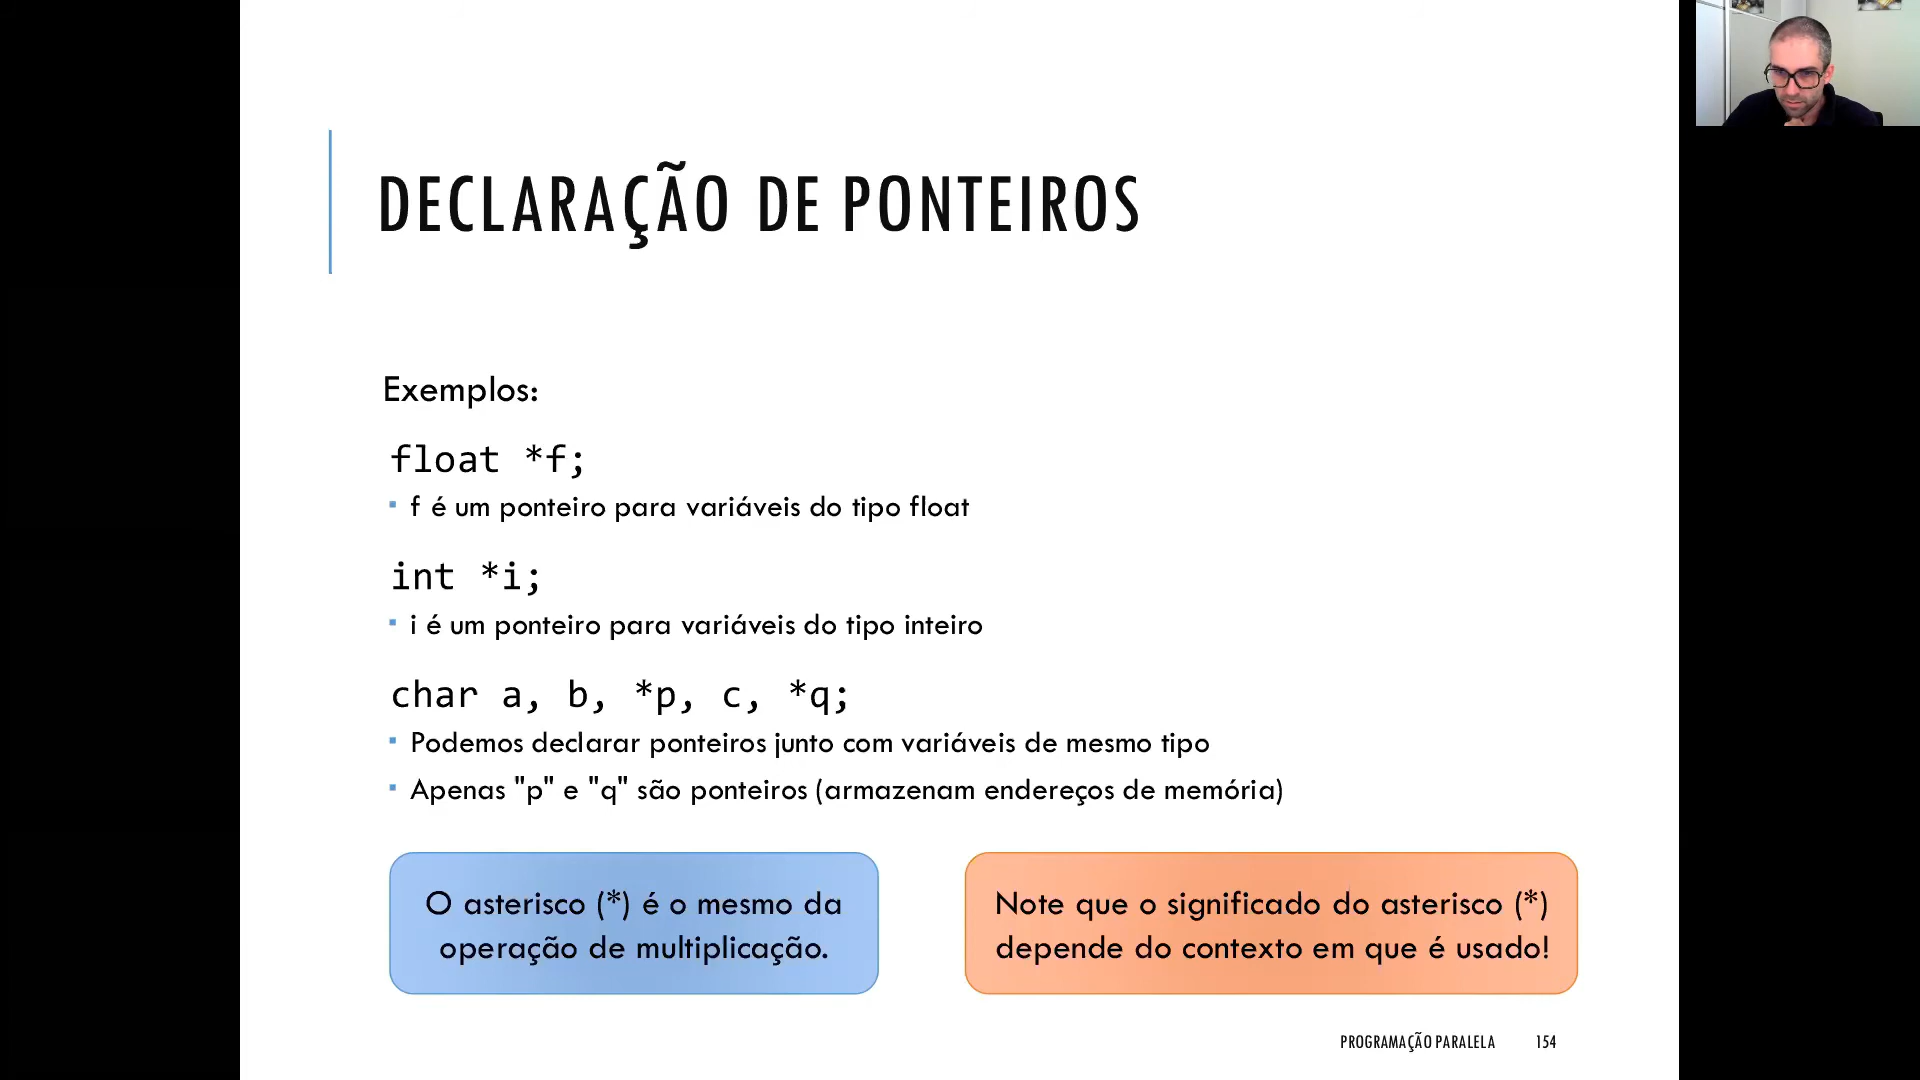 DECLARAÇÃO DE PONTEIROS
Exemplos:
float *f;
▪ f é um ponteiro para variáveis do tipo float
int *i;
▪ i é um ponteiro para variáveis do tipo inteiro
char a, b, *p, c, *q;
▪ Podemos declarar ponteiros junto com variáveis de mesmo tipo
▪ Apenas "p" e "q" são ponteiros (armazenam endereços de memória)
O asterisco (*) é o mesmo da
operação de multiplicação.
Note que o significado do asterisco (*)
depende do contexto em que é usado!
PROGRAMAÇÃO PARALELA 154